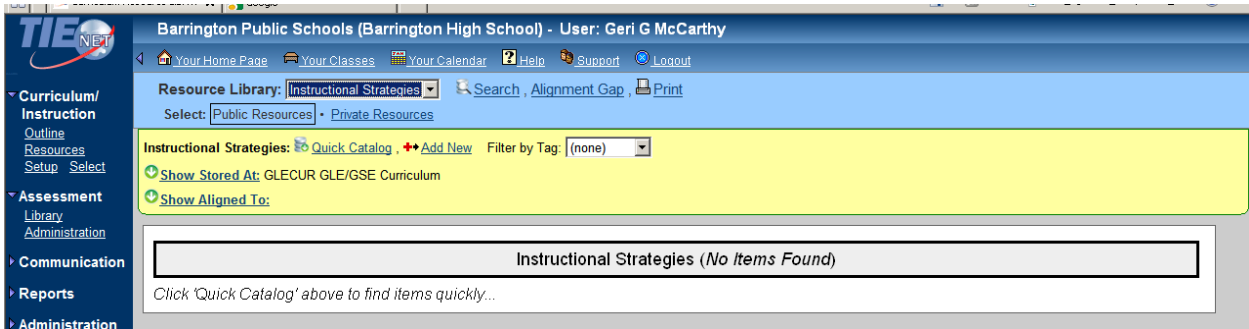 TIENET
Barrington Public Schools (Barrington High School) - User: Geri G McCarthy
Your Home Page Your Classes Your Calendar Help Support Logout
Resource Library: Instructional Strategies Search , Alignment Gap , Print
Select: Public Resources • Private Resources
Curriculum/
Instruction
Outline
Resources
Setup Select
Assessment
Library
Administration
Communication
Reports
Administration
Instructional Strategies: Quick Catalog , Add New Filter by Tag: (none)
Show Stored At: GLECUR GLE/GSE Curriculum
Show Aligned To:
Instructional Strategies (No Items Found)
Click 'Quick Catalog' above to find items quickly...